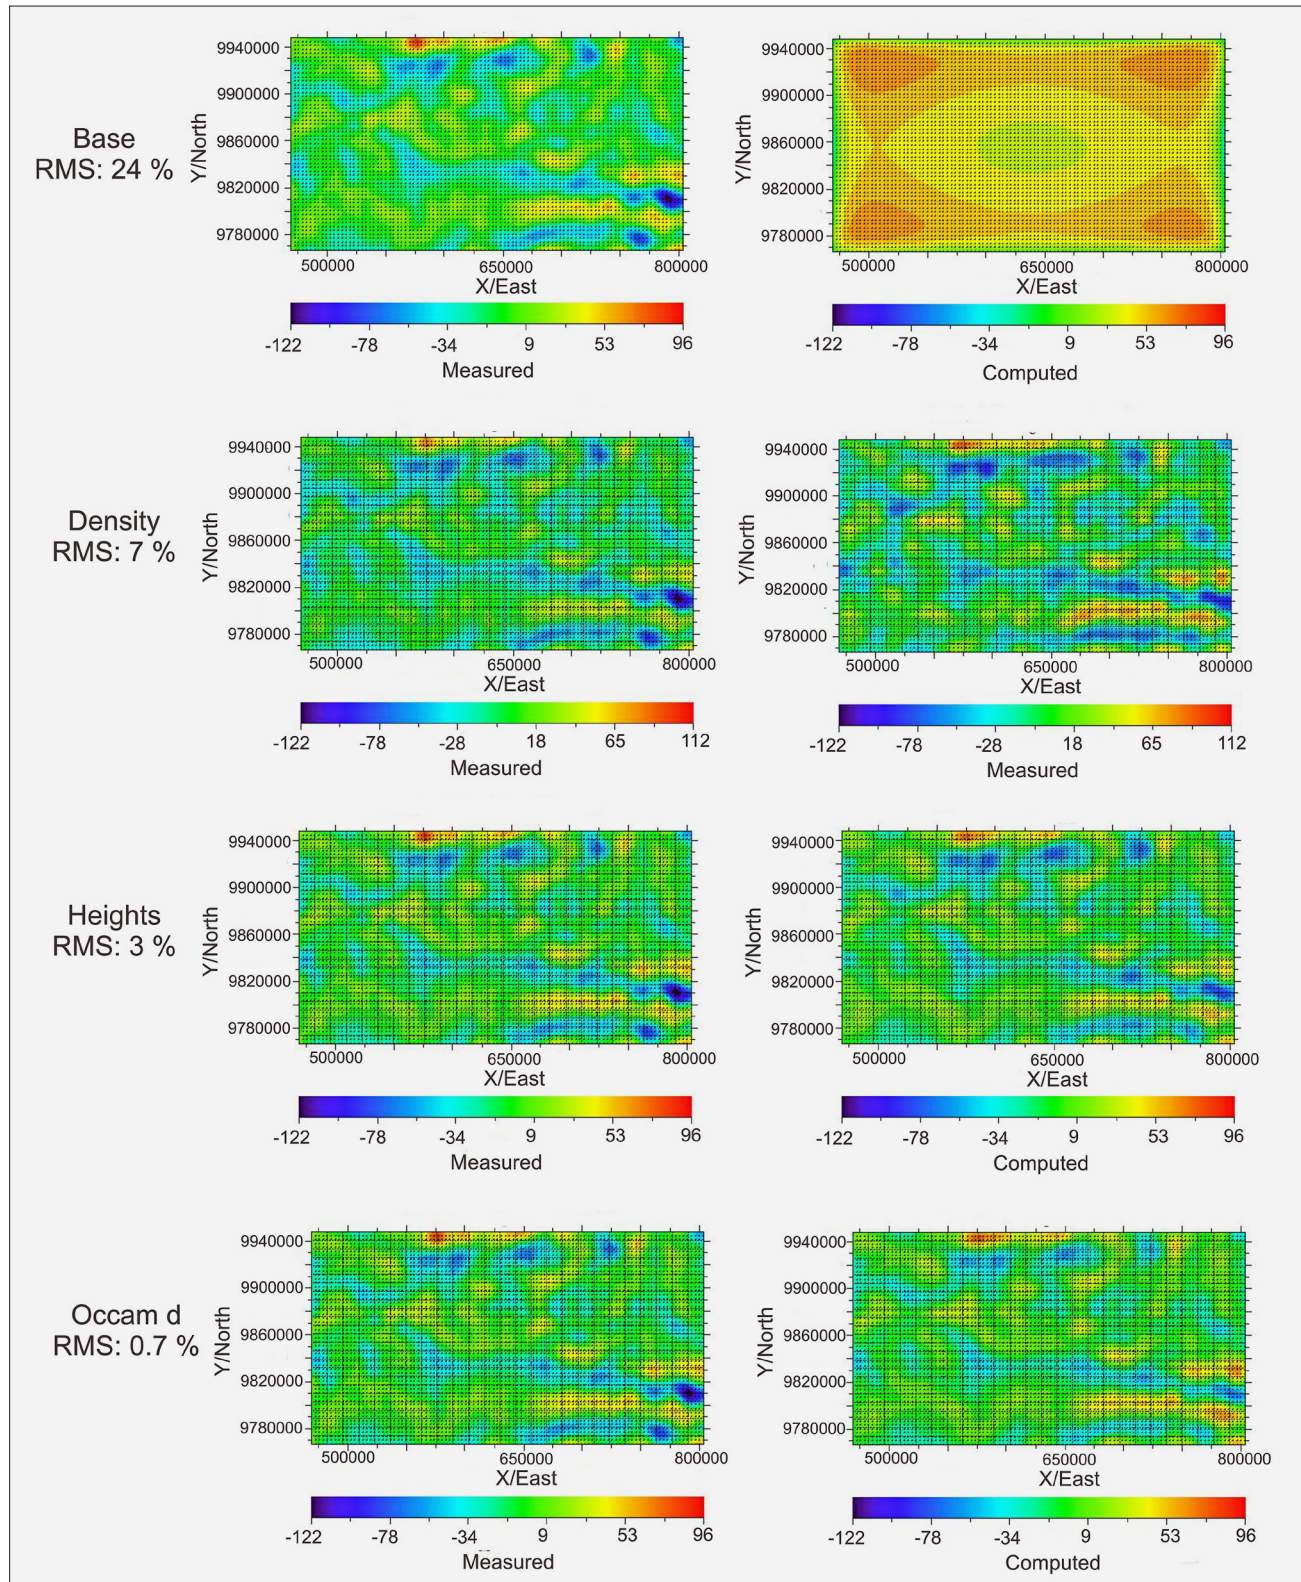 Base
RMS: 24 %
Y/North
9940000
9900000
9860000
9820000
9780000
500000 650000 800000
X/East
-122 -78 -34 9 53 96
Measured
Y/North
9940000
9900000
9860000
9820000
9780000
500000 650000 800000
X/East
-122 -78 -34 9 53 96
Computed
Density
RMS: 7 %
Y/North
9940000
9900000
9860000
9820000
9780000
500000 650000 800000
X/East
-122 -78 -28 18 65 112
Measured
Y/North
9940000
9900000
9860000
9820000
9780000
500000 650000 800000
X/East
-122 -78 -28 18 65 112
Measured
Heights
RMS: 3 %
Y/North
9940000
9900000
9860000
9820000
9780000
500000 650000 800000
X/East
-122 -78 -34 9 53 96
Measured
Y/North
9940000
9900000
9860000
9820000
9780000
500000 650000 800000
X/East
-122 -78 -34 9 53 96
Computed
Occam d
RMS: 0.7 %
Y/North
9940000
9900000
9860000
9820000
9780000
500000 650000 800000
X/East
-122 -78 -34 9 53 96
Measured
Y/North
9940000
9900000
9860000
9820000
9780000
500000 650000 800000
X/East
-122 -78 -34 9 53 96
Computed